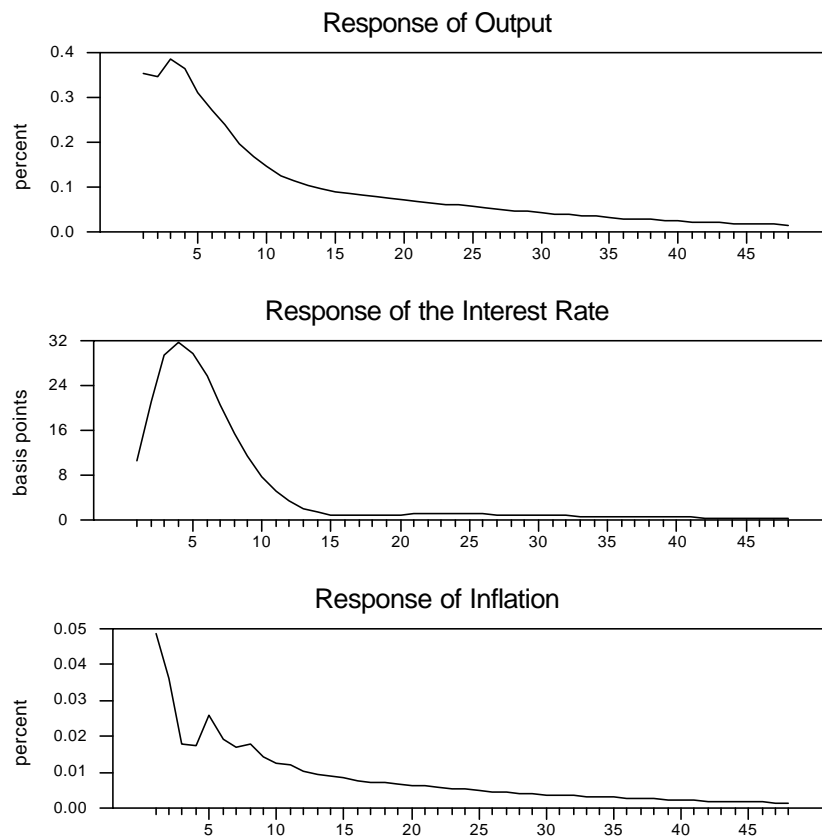 Response of Output
0.4
0.3
0.2
0.1
0.0
percent
5 10 15 20 25 30 35 40 45
Response of the Interest Rate
32
24
16
8
0
basis points
5 10 15 20 25 30 35 40 45
Response of Inflation
0.05
0.04
0.03
0.02
0.01
0.00
percent
5 10 15 20 25 30 35 40 45